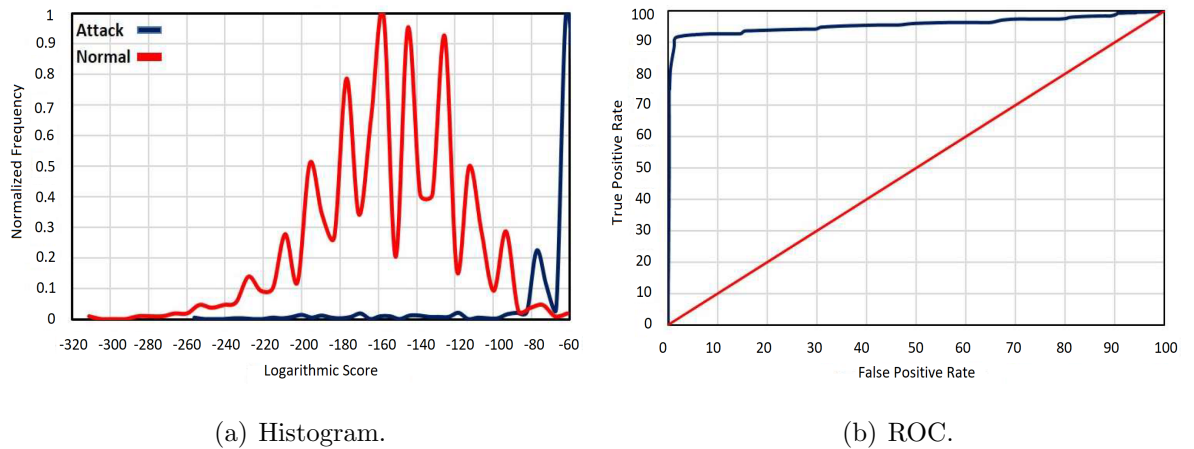 1
0.9
0.8
0.7
0.6
0.5
0.4
0.3
0.2
0.1
0
Normalized Frequency
Attack
Normal
-320 -300 -280 -260 -240 -220 -200 -180 -160 -140 -120 -100 -80 -60
Logarithmic Score
(a) Histogram.
100
90
80
70
60
50
40
30
20
10
0
True Positive Rate
0 10 20 30 40 50 60 70 80 90 100
False Positive Rate
(b) ROC.